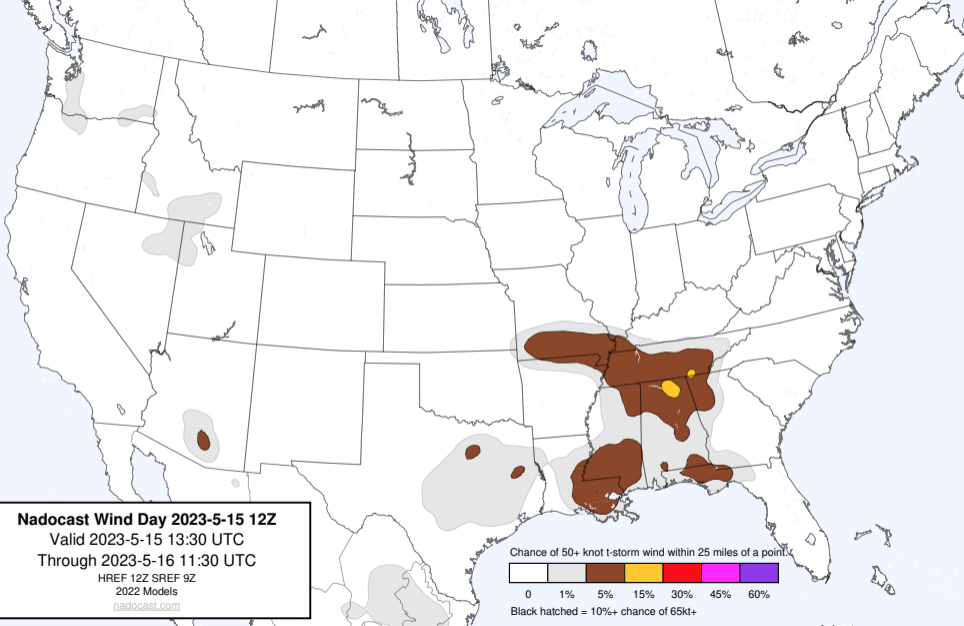 Nadocast Wind Day 2023-5-15 12Z
Valid 2023-5-15 13:30 UTC
Through 2023-5-16 11:30 UTC
HREF 12Z SREF 9Z
2022 Models
nadocast.com
Chance of 50+ knot t-storm wind within 25 miles of a point.
0 1% 5% 15% 30% 45% 60%
Black hatched = 10%+ chance of 65kt+